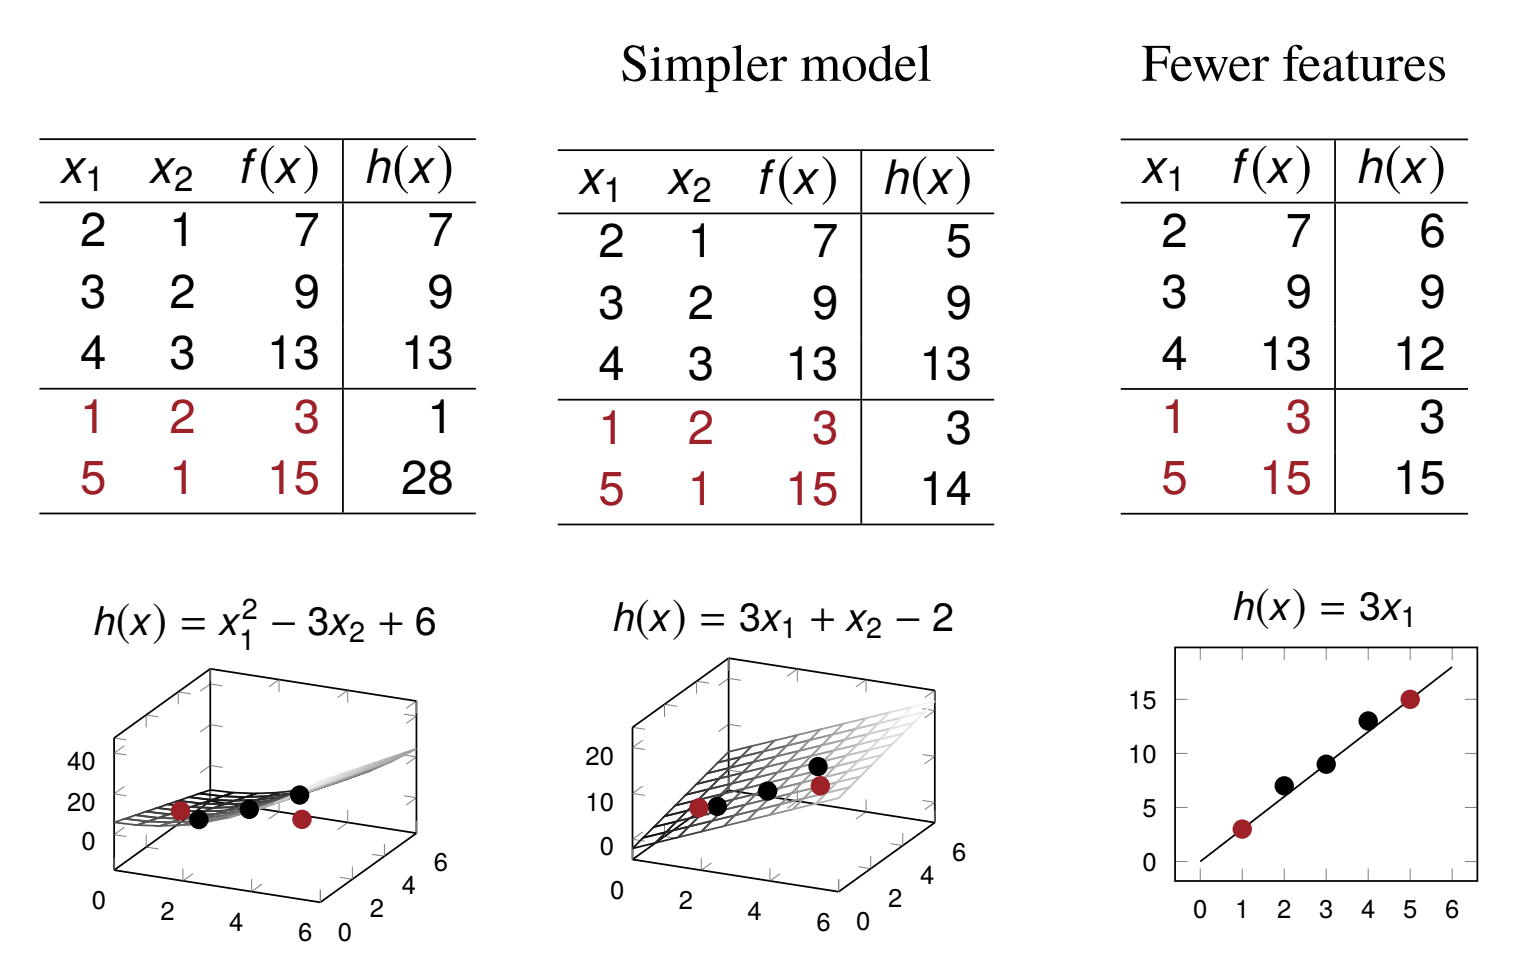 Simpler model
Fewer features
x₁ x₂ f(x) h(x)
2 1 7 7
3 2 9 9
4 3 13 13
1 2 3 1
5 1 15 28
x₁ x₂ f(x) h(x)
2 1 7 5
3 2 9 9
4 3 13 13
1 2 3 3
5 1 15 14
x₁ f(x) h(x)
2 7 6
3 9 9
4 13 12
1 3 3
5 15 15
h(x) = x₁² − 3x₂ + 6
40
20
0
0 2 4 6
0 2 4 6
h(x) = 3x₁ + x₂ − 2
20
10
0
0 2 4 6
0 2 4 6
h(x) = 3x₁
15
10
5
0
0 1 2 3 4 5 6